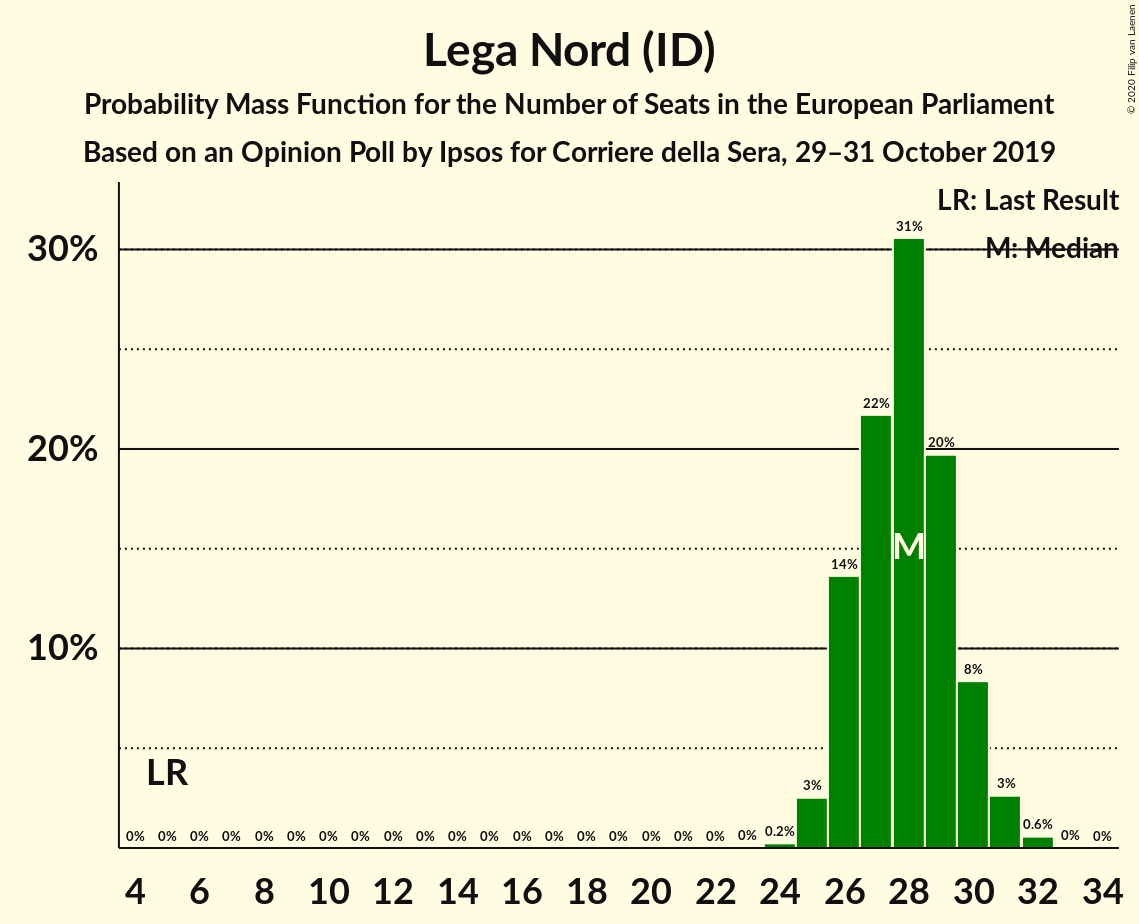 Lega Nord (ID)
Probability Mass Function for the Number of Seats in the European Parliament
Based on an Opinion Poll by Ipsos for Corriere della Sera, 29–31 October 2019
© 2020 Filip van Laenen
LR: Last Result
M: Median
30%
20%
10%
31%
22%
20%
M
14%
8%
LR
3%
3%
0% 0% 0% 0% 0% 0% 0% 0% 0% 0% 0% 0% 0% 0% 0% 0% 0% 0% 0% 0% 0.2% 0.6% 0% 0%
4 6 8 10 12 14 16 18 20 22 24 26 28 30 32 34